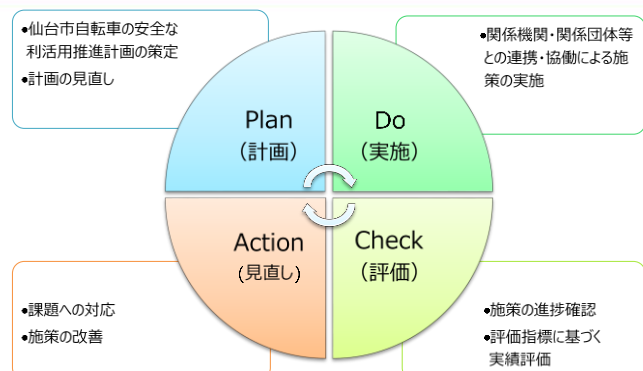 ●仙台市自転車の安全な
利活用推進計画の策定
●計画の見直し
●関係機関・関係団体等
との連携・協働による施
策の実施
Plan
（計画）
Do
（実施）
Action
（見直し）
Check
（評価）
●課題への対応
●施策の改善
●施策の進捗確認
●評価指標に基づく
実績評価